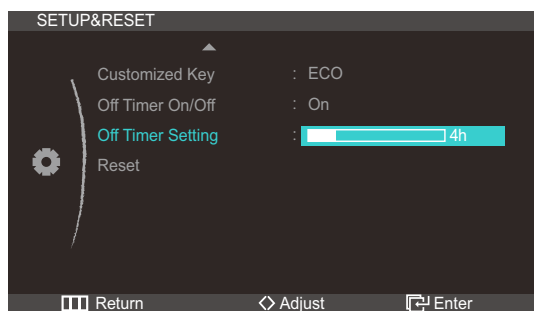 SETUP&RESET
Customized Key : ECO
Off Timer On/Off : On
Off Timer Setting : 4h
Reset
Return Adjust Enter